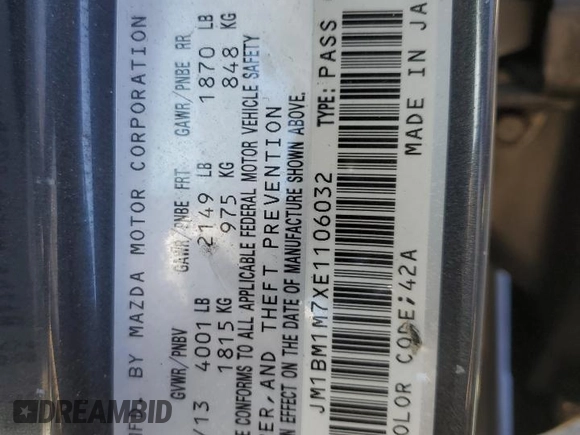 MFD. BY MAZDA MOTOR CORPORATION
GVWR/PNBV GAWR/PNBE FRT GAWR/PNBE RR
/13 4001 LB 2149 LB 1870 LB
1815 KG 975 KG 848 KG
E CONFORMS TO ALL APPLICABLE FEDERAL MOTOR VEHICLE SAFETY
ER, AND THEFT PREVENTION
IN EFFECT ON THE DATE OF MANUFACTURE SHOWN ABOVE.
JM1BM1M7XE1106032 TYPE: PASS
OLOR CODE; 42A MADE IN JA
DREAMBID